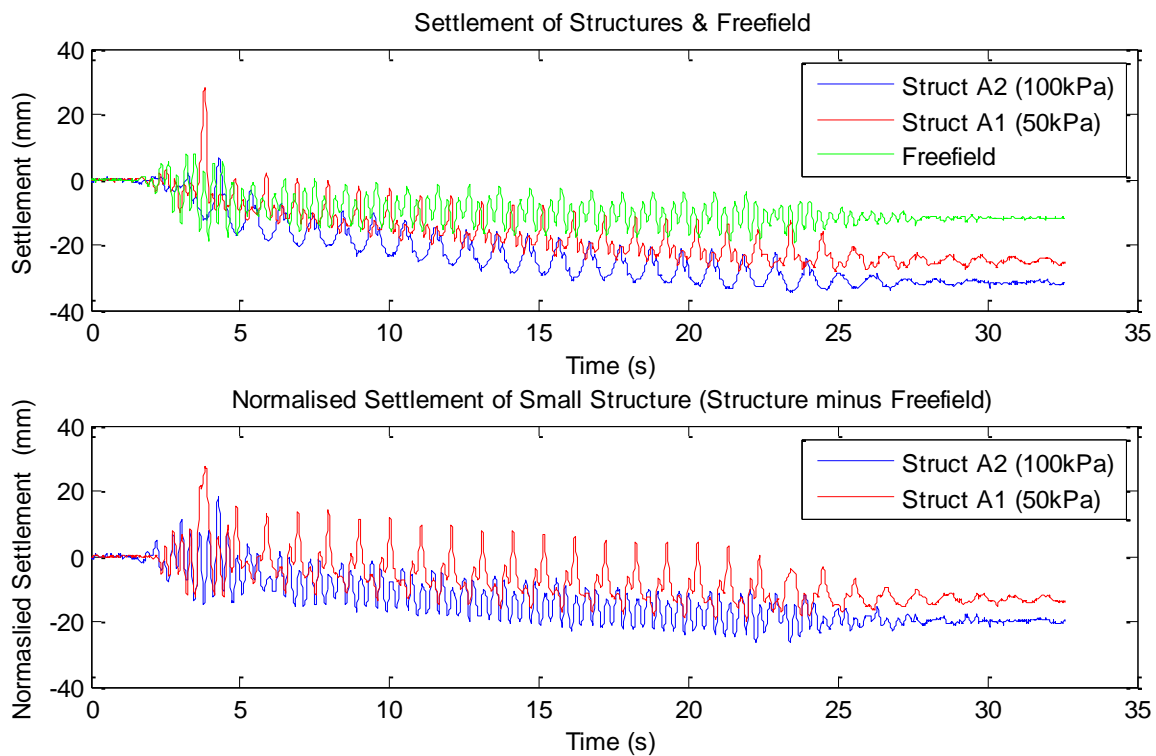 Settlement of Structures & Freefield
40
20
0
-20
-40
Settlement (mm)
Struct A2 (100kPa)
Struct A1 (50kPa)
Freefield
0 5 10 15 20 25 30 35
Time (s)
Normalised Settlement of Small Structure (Structure minus Freefield)
40
20
0
-20
-40
Normaslied Settlement (mm)
Struct A2 (100kPa)
Struct A1 (50kPa)
0 5 10 15 20 25 30 35
Time (s)